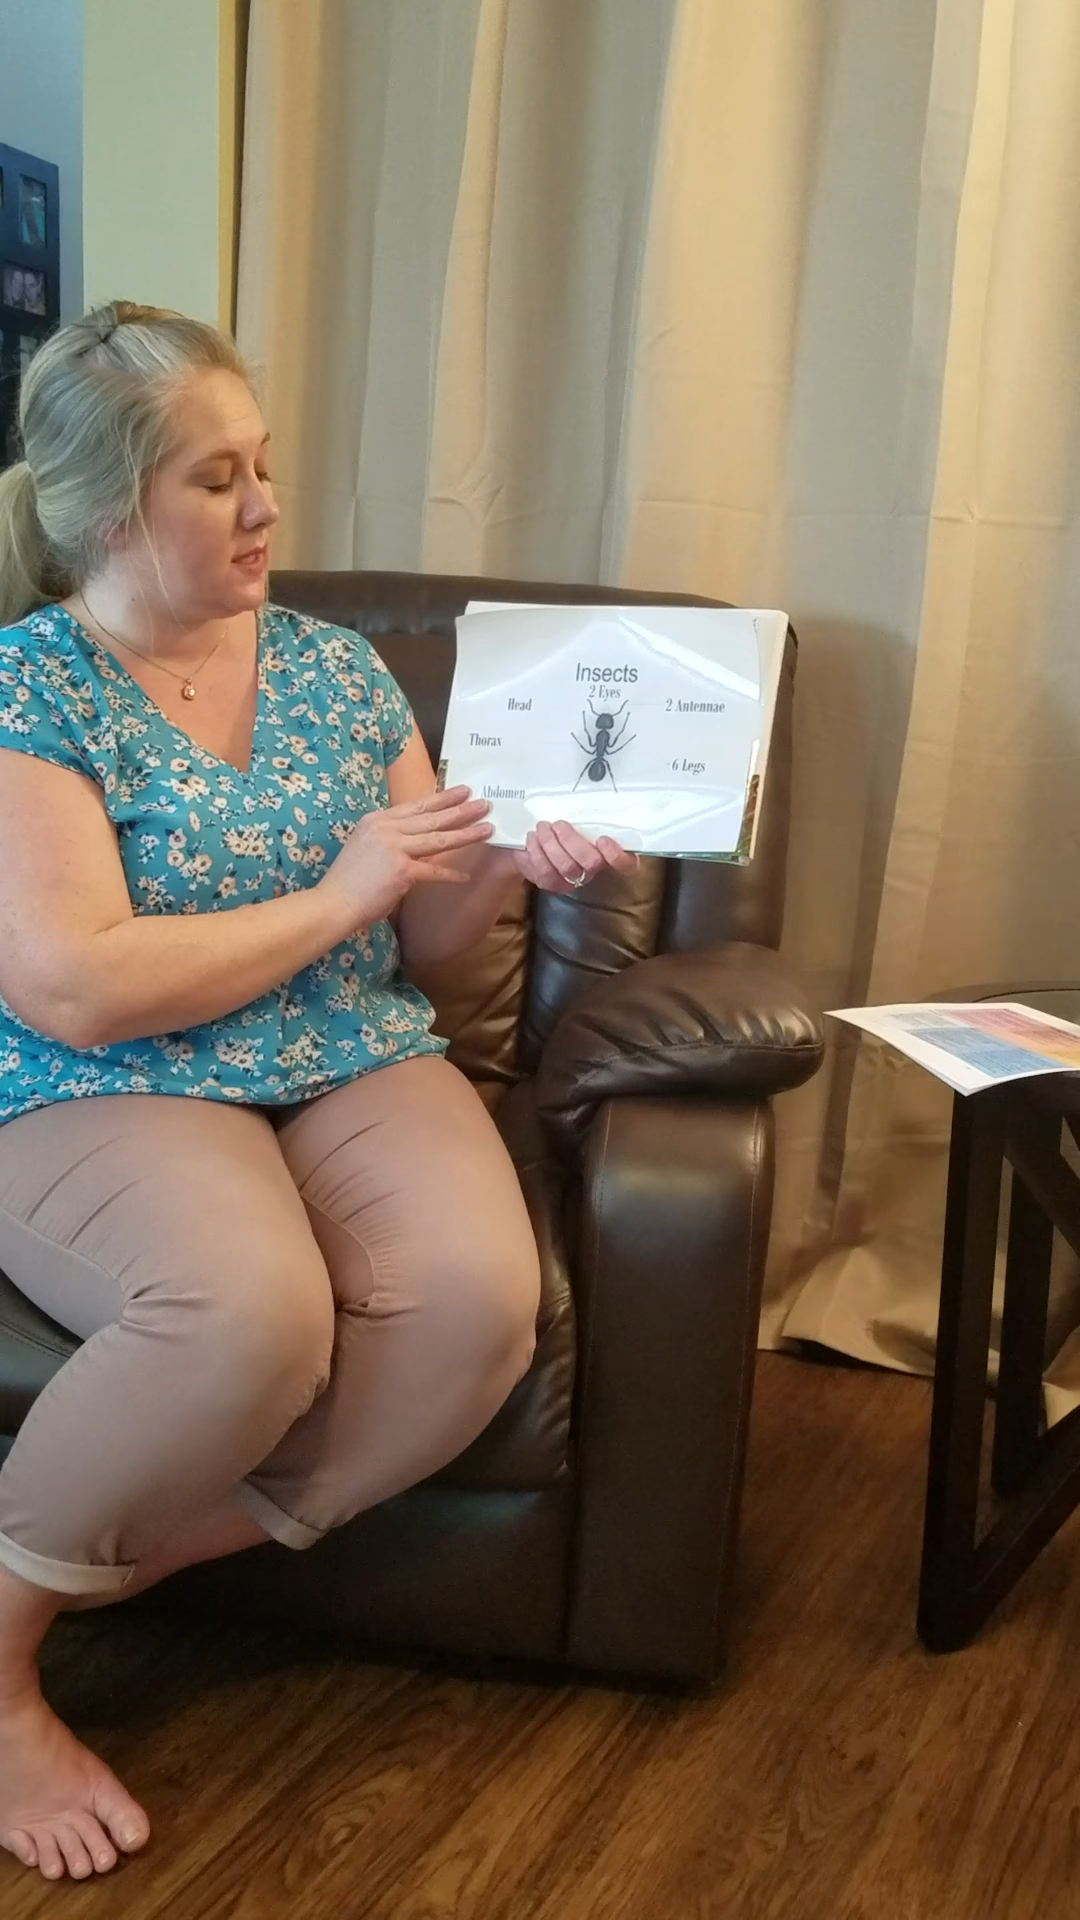 Insects
2 Eyes
Head
2 Antennae
Thorax
6 Legs
Abdomen